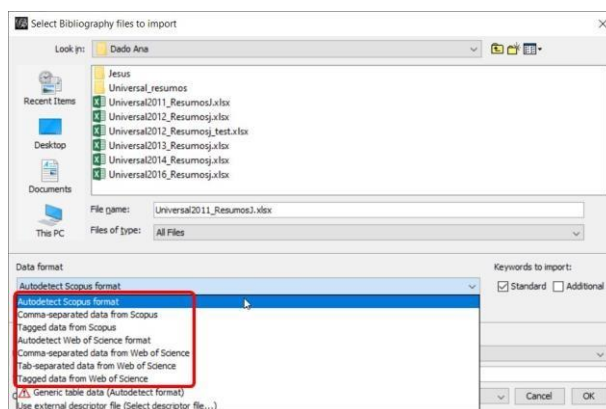 Select Bibliography files to import
Look in: Dado Ana
Jesus
Universal_resumos
Universal2011_ResumosJ.xlsx
Universal2012_Resumosj.xlsx
Universal2012_Resumosj_test.xlsx
Universal2013_Resumosj.xlsx
Universal2014_Resumosj.xlsx
Universal2016_Resumosj.xlsx
Recent Items
Desktop
Documents
This PC
File name: Universal2011_ResumosJ.xlsx
Files of type: All Files
Data format
Keywords to import:
Autodetect Scopus format
Standard Additional
Autodetect Scopus format
Comma-separated data from Scopus
Tagged data from Scopus
Autodetect Web of Science format
Comma-separated data from Web of Science
Tab-separated data from Web of Science
Tagged data from Web of Science
Generic table data (Autodetect format)
Use external descriptor file (Select descriptor file...)
Cancel OK